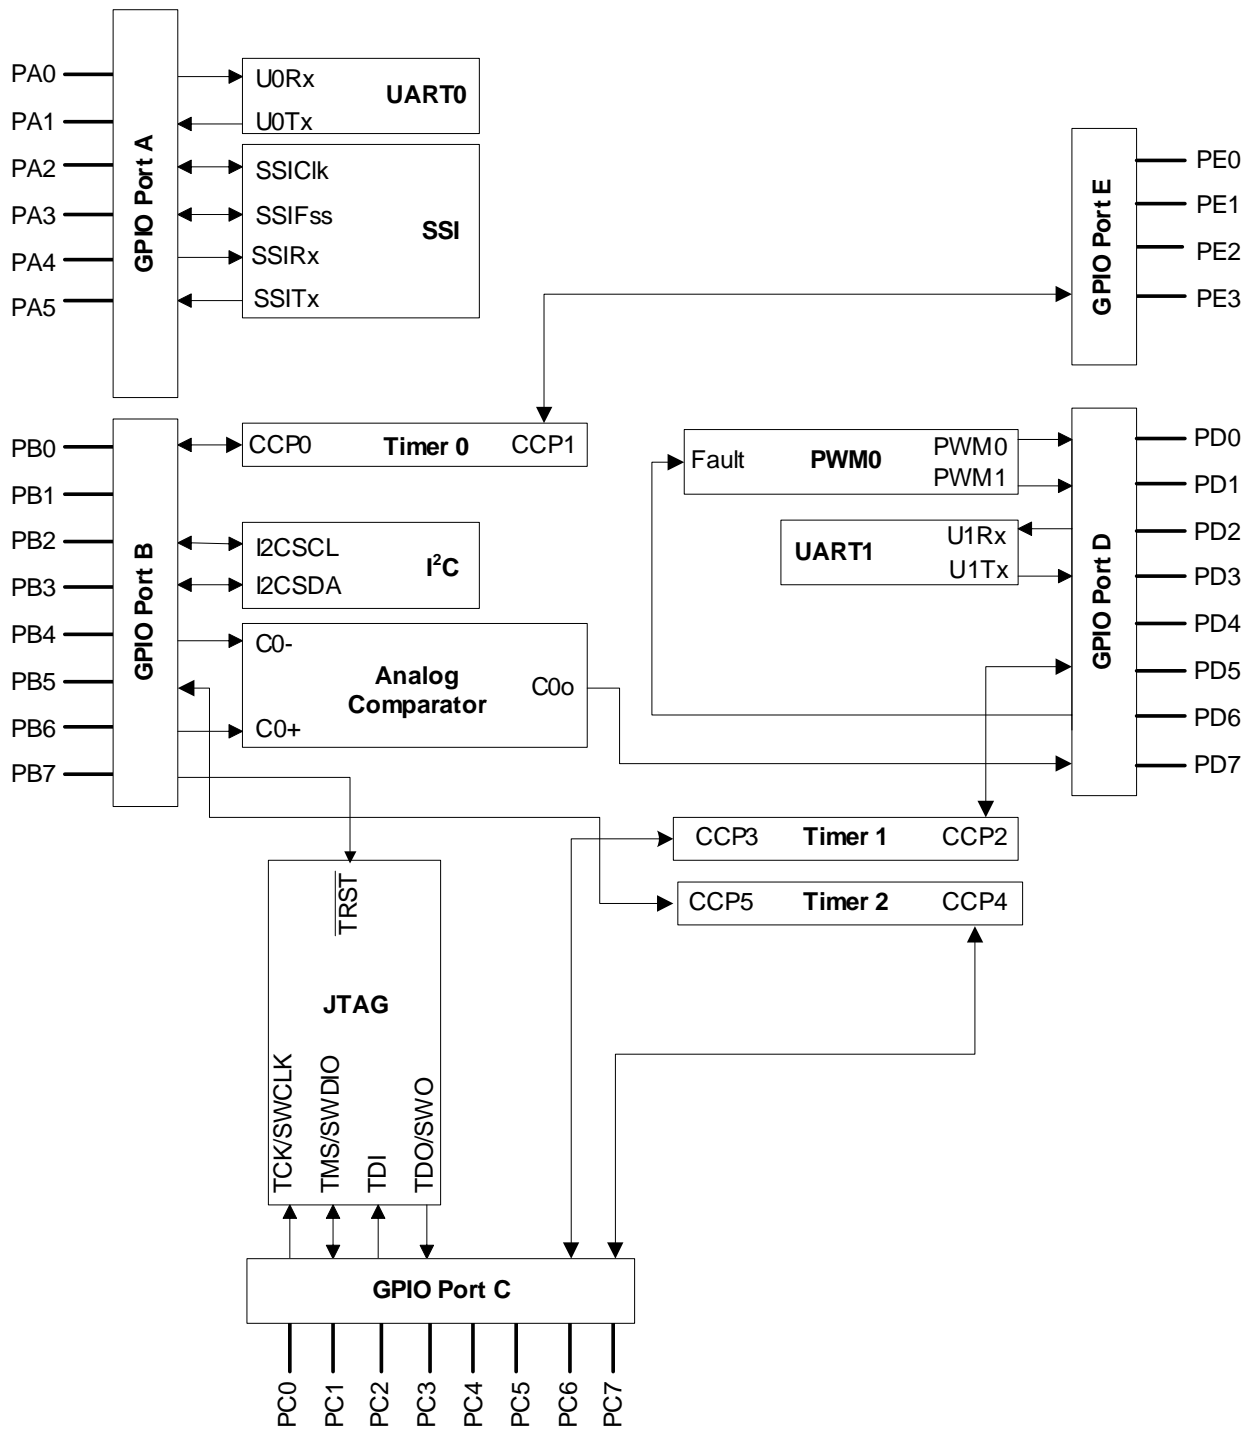 PA0
PA1
PA2
PA3
PA4
PA5
GPIO Port A
U0Rx
U0Tx
UART0
SSIClk
SSIFss
SSIRx
SSITx
SSI
GPIO Port E
PE0
PE1
PE2
PE3
PB0
PB1
PB2
PB3
PB4
PB5
PB6
PB7
GPIO Port B
CCP0
Timer 0
CCP1
I2CSCL
I2CSDA
I²C
C0-
C0+
Analog
Comparator
C0o
Fault
PWM0
PWM0
PWM1
UART1
U1Rx
U1Tx
GPIO Port D
PD0
PD1
PD2
PD3
PD4
PD5
PD6
PD7
CCP3
Timer 1
CCP2
CCP5
Timer 2
CCP4
TRST
JTAG
TCK/SWCLK
TMS/SWDIO
TDI
TDO/SWO
GPIO Port C
PC0
PC1
PC2
PC3
PC4
PC5
PC6
PC7